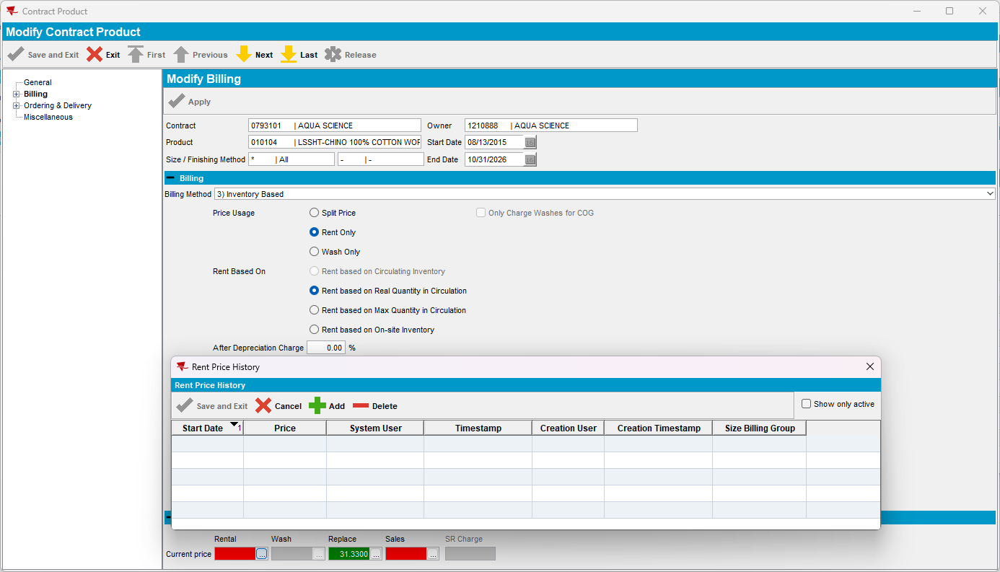 Contract Product
Modify Contract Product
Save and Exit Exit First Previous Next Last Release
General
Billing
Ordering & Delivery
Miscellaneous
Modify Billing
Apply
Contract 0793101 | AQUA SCIENCE Owner 1210888 | AQUA SCIENCE
Product 010104 | LSSHT-CHINO 100% COTTON WOR Start Date 08/13/2015 16
Size / Finishing Method * | All - | - End Date 10/31/2026 16
Billing
Billing Method 3) Inventory Based
Price Usage Split Price Only Charge Washes for COG
Rent Only
Wash Only
Rent Based On Rent based on Circulating Inventory
Rent based on Real Quantity in Circulation
Rent based on Max Quantity in Circulation
Rent based on On-site Inventory
After Depreciation Charge 0.00 %
Rent Price History
Rent Price History
Save and Exit Cancel Add Delete Show only active
Start Date 1 Price System User Timestamp Creation User Creation Timestamp Size Billing Group
Rental Wash Replace Sales SR Charge
Current price ... ... 31.3300 ... ...